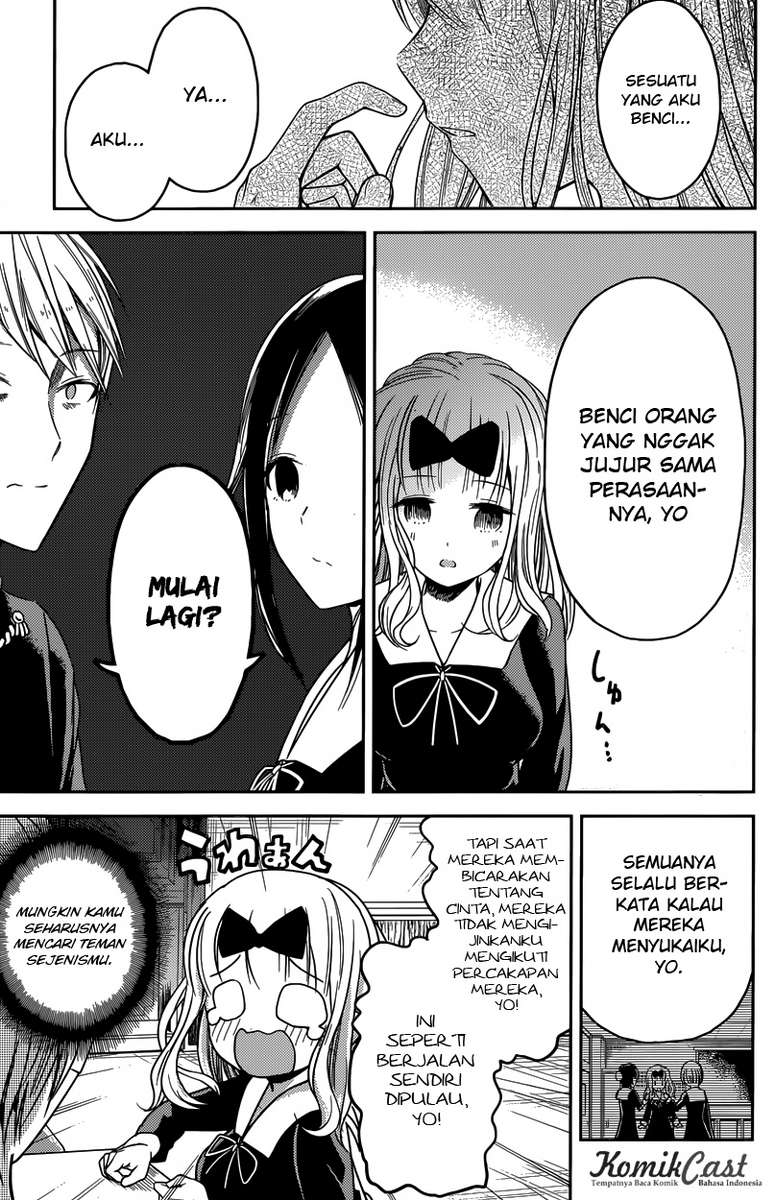 SESUATU
YANG AKU
BENCI...
YA...
AKU...
BENCI ORANG
YANG NGGAK
JUJUR SAMA
PERASAAN-
NYA, YO
しゅん…
MULAI
LAGI?
SEMUANYA
SELALU BER-
KATA KALAU
MEREKA
MENYUKAIKU,
YO.
TAPI SAAT
MEREKA MEM-
BICARAKAN
TENTANG
CINTA, MEREKA
TIDAK MENGI-
JINKANKU
MENGIKUTI
PERCAKAPAN
MEREKA,
YO!
INI
SEPERTI
BERJALAN
SENDIRI
DIPULAU,
YO!
うわぁん
MUNGKIN KAMU
SEHARUSNYA
MENCARI TEMAN
SEJENISMU.
KomikCast
Tempatnya Baca Komik Bahasa Indonesia